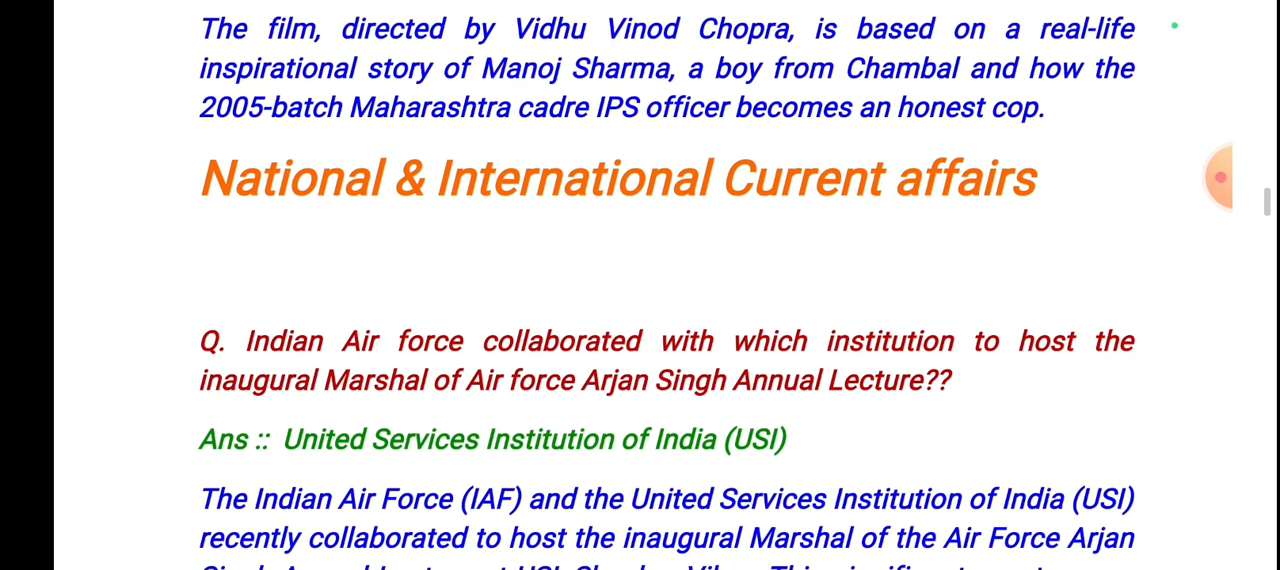 The film, directed by Vidhu Vinod Chopra, is based on a real-life
inspirational story of Manoj Sharma, a boy from Chambal and how the
2005-batch Maharashtra cadre IPS officer becomes an honest cop.
National & International Current affairs
Q. Indian Air force collaborated with which institution to host the
inaugural Marshal of Air force Arjan Singh Annual Lecture??
Ans :: United Services Institution of India (USI)
The Indian Air Force (IAF) and the United Services Institution of India (USI)
recently collaborated to host the inaugural Marshal of the Air Force Arjan